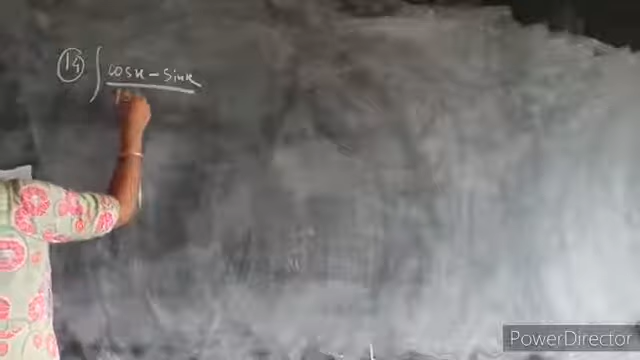 (14) ∫ cosx - sinx
PowerDirector